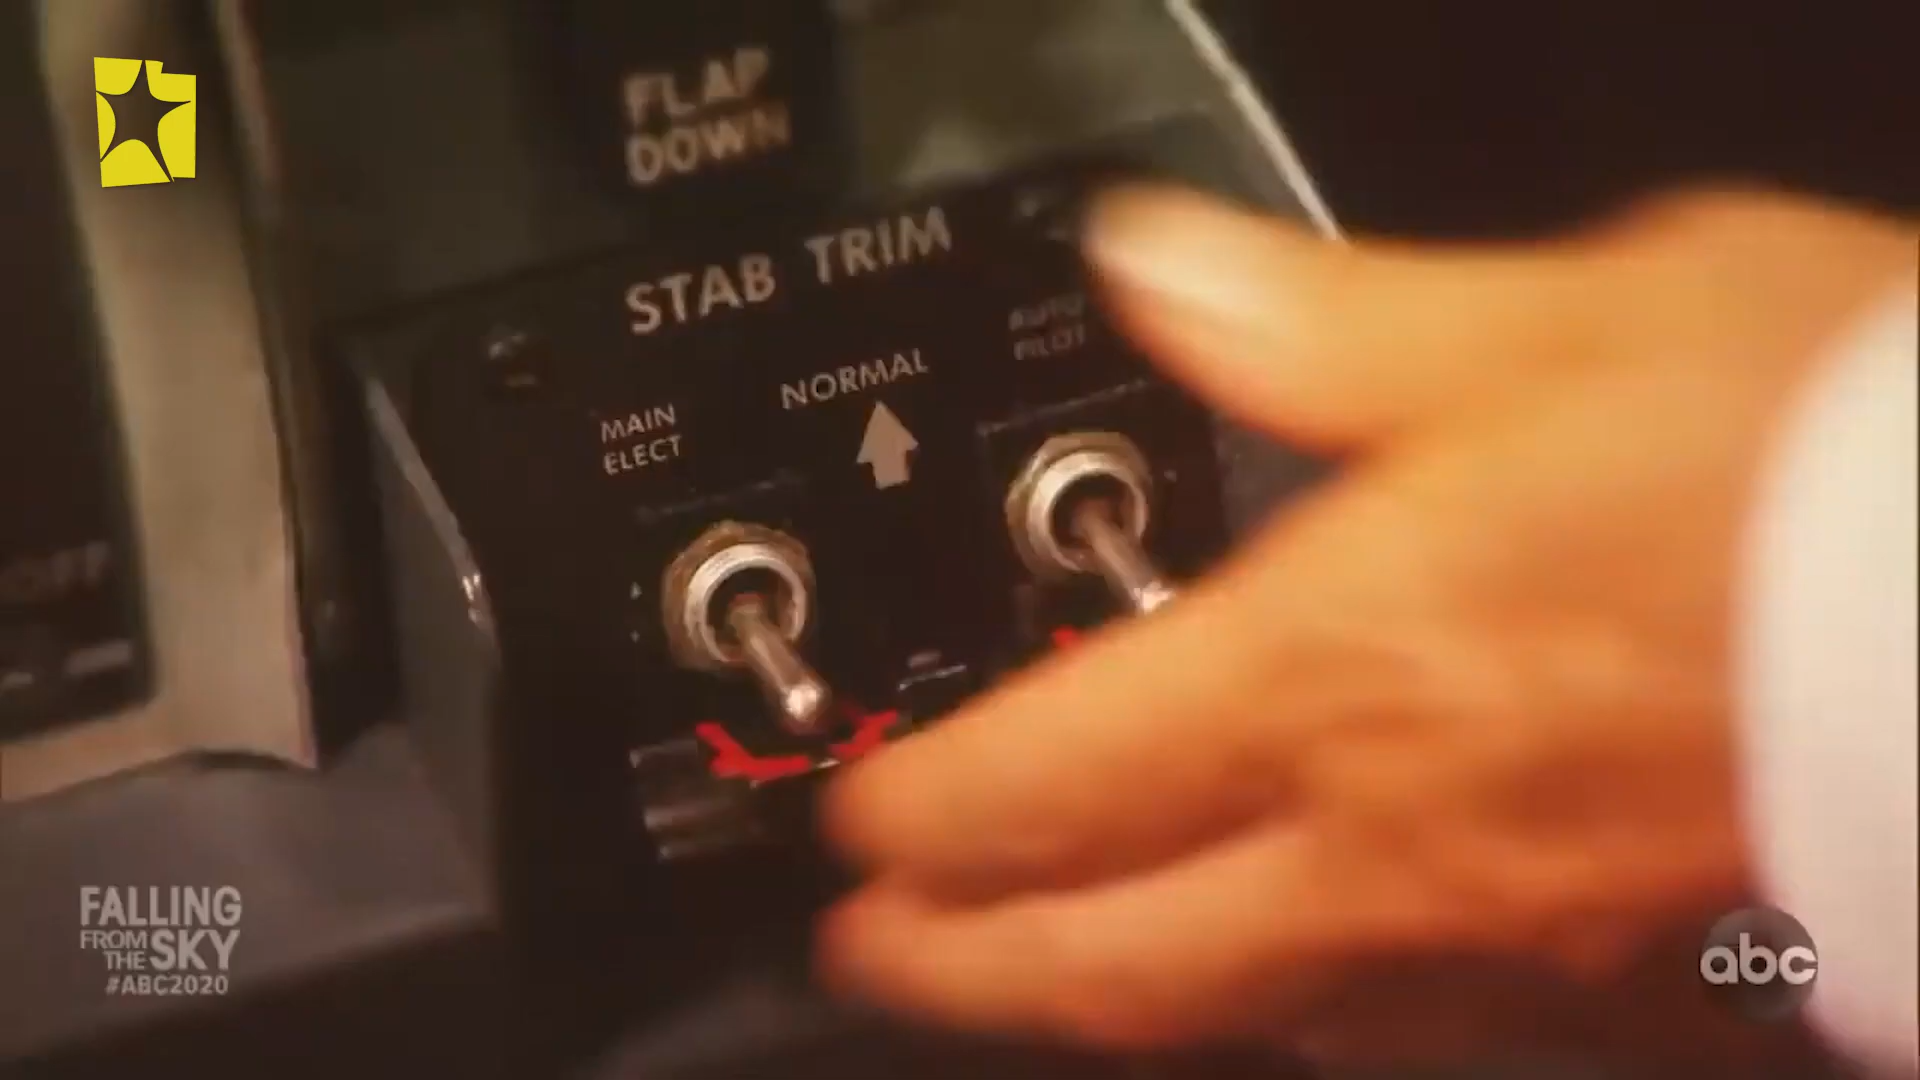 FLAP
DOWN
STAB TRIM
AUTO
PILOT
NORMAL
MAIN
ELECT
OFF
FALLING
FROM
THE SKY
#ABC2020
abc